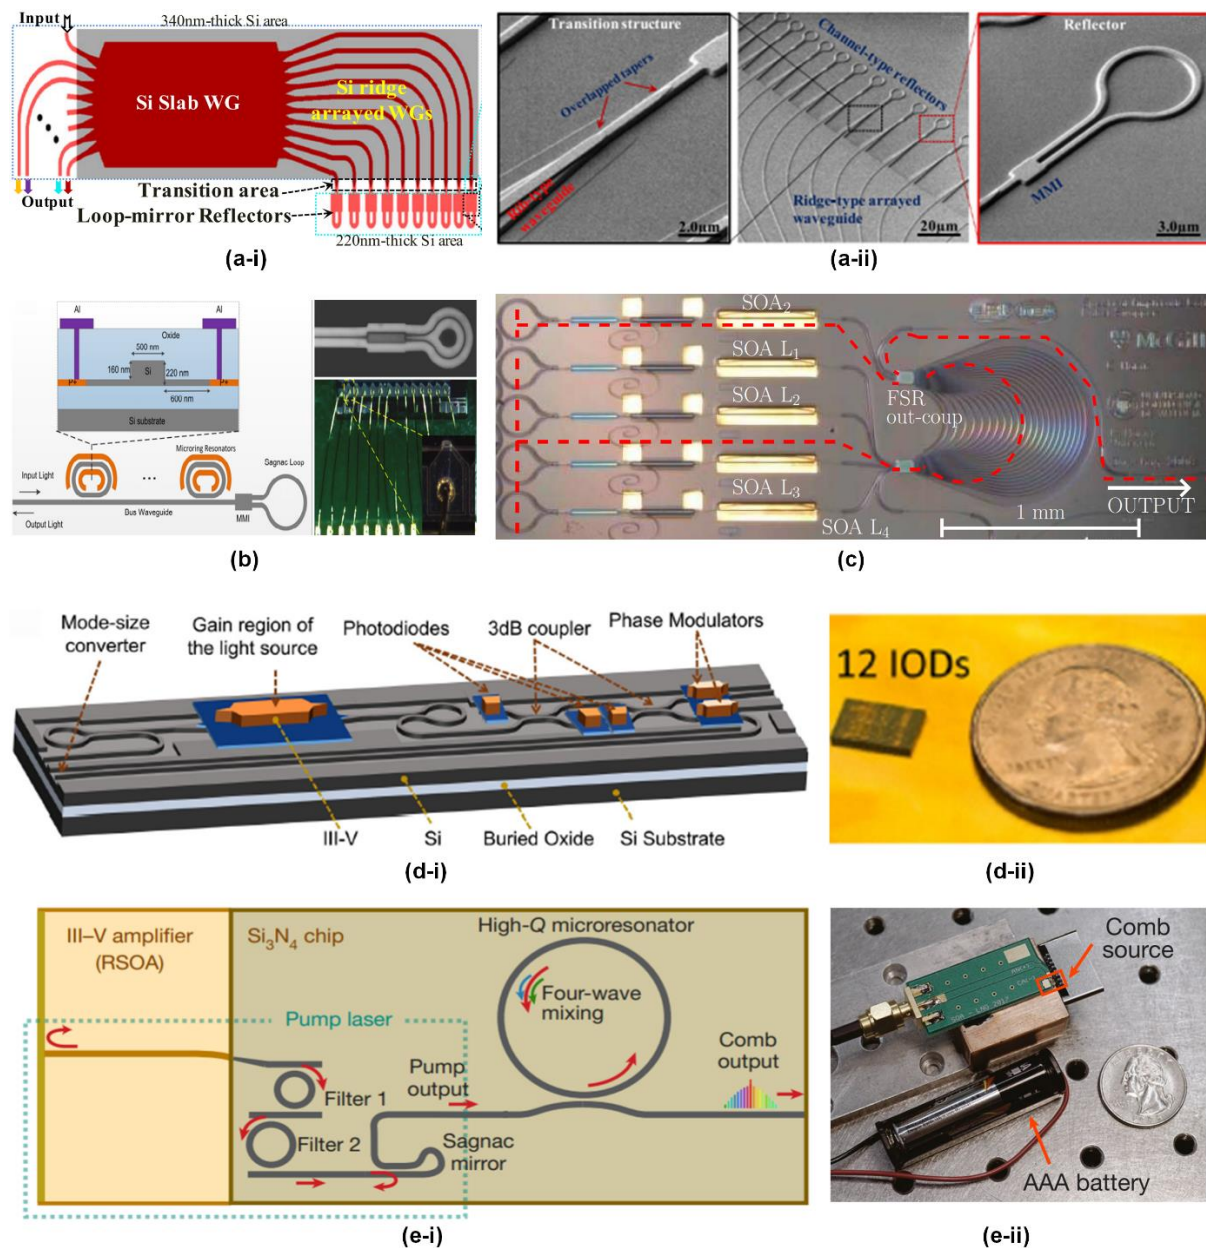 Input
340nm-thick Si area
Si Slab WG
Si ridge
arrayed WGs
Output
Transition area
Loop-mirror Reflectors
220nm-thick Si area
(a-i)
Transition structure
Overlapped tapers
Rib-type
waveguide
2.0μm
Channel-type reflectors
Ridge-type arrayed
waveguide
20μm
Reflector
MMI
3.0μm
(a-ii)
Al
Al
Oxide
500 nm
Si
160 nm
220 nm
P+
600 nm
Si substrate
Microring Resonators
Sagnac
Loop
Input Light
...
Bus Waveguide
MMI
Output Light
(b)
SOA2
SOA L1
SOA L2
SOA L3
SOA L4
FSR
out-coup
McGill
OUTPUT
1 mm
(c)
Mode-size
converter
Gain region of
the light source
Photodiodes
3dB coupler
Phase Modulators
III-V
Si
Buried Oxide
Si Substrate
(d-i)
12 IODs
(d-ii)
III–V amplifier
(RSOA)
Si3N4 chip
High-Q microresonator
Four-wave
mixing
Pump laser
Pump
output
Comb
output
Filter 1
Filter 2
Sagnac
mirror
(e-i)
Comb
source
AAA battery
(e-ii)